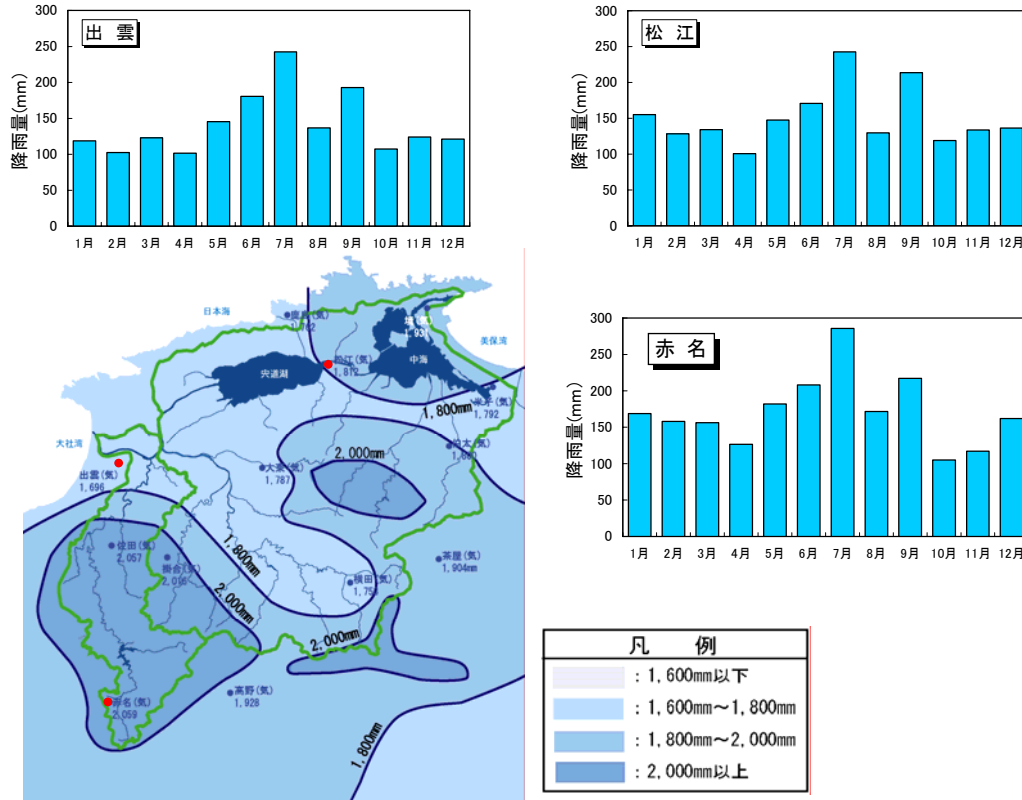 出雲
降雨量(mm)
300
250
200
150
100
50
0
1月 2月 3月 4月 5月 6月 7月 8月 9月 10月 11月 12月
松江
降雨量(mm)
300
250
200
150
100
50
0
1月 2月 3月 4月 5月 6月 7月 8月 9月 10月 11月 12月
赤名
降雨量(mm)
300
250
200
150
100
50
0
1月 2月 3月 4月 5月 6月 7月 8月 9月 10月 11月 12月
日本海
鹿島(気)
美保湾
中海
宍道湖
松江(気)
1,812
1,792
1,800mm
大社湾
2,000mm
大東(気)
1,787
出雲(気)
1,696
佐田(気)
2,057
掛合(気)
1,800mm
2,000mm
茶屋(気)
1,904mm
横田(気)
2,000mm
高野(気)
1,928
赤名(気)
2,059
1,800mm
凡例
:1,600mm以下
:1,600mm～1,800mm
:1,800mm～2,000mm
:2,000mm以上